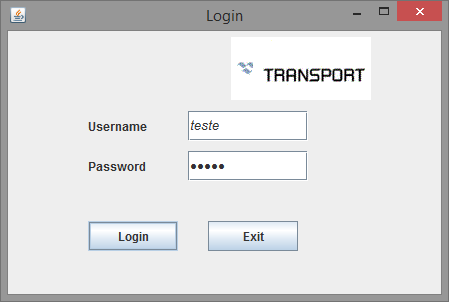 Login
TRANSPORT
Username
teste
Password
•••••
Login
Exit